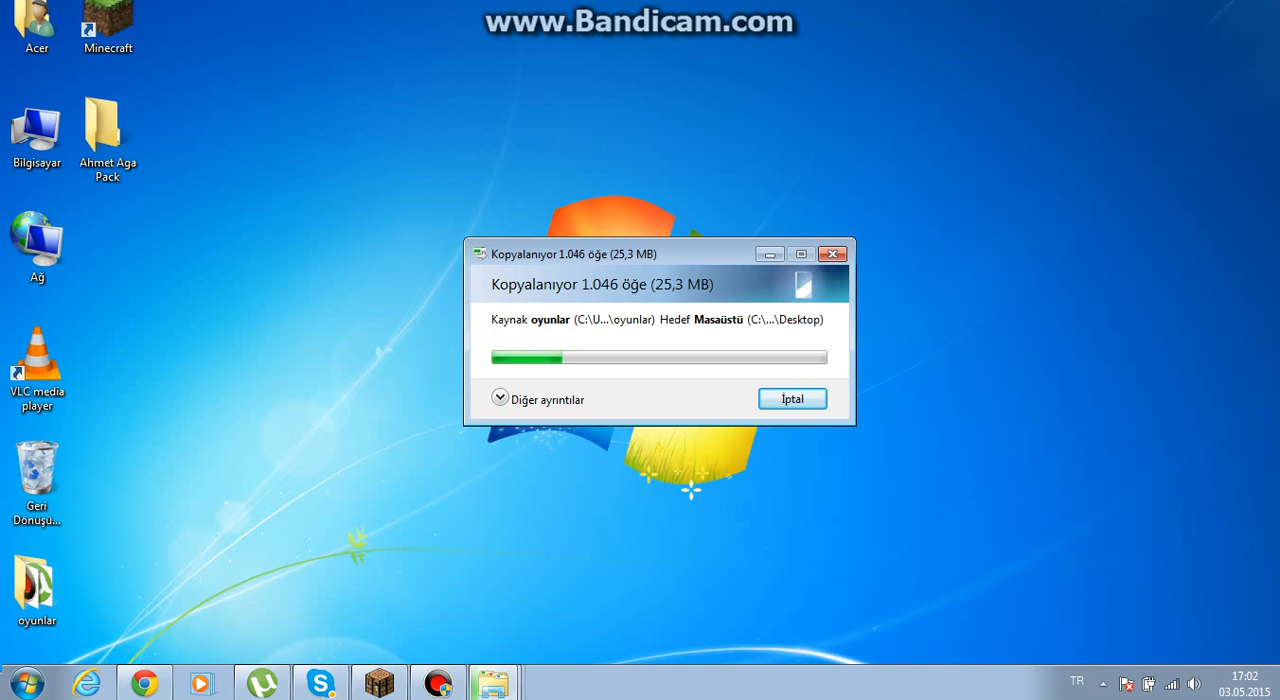 www.Bandicam.com
Acer
Minecraft
Bilgisayar
Ahmet Aga
Pack
Ağ
VLC media
player
Geri
Dönüşü...
oyunlar
Kopyalanıyor 1.046 öğe (25,3 MB)
Kopyalanıyor 1.046 öğe (25,3 MB)
Kaynak oyunlar (C:\U...\oyunlar) Hedef Masaüstü (C:\...\Desktop)
Diğer ayrıntılar
İptal
TR
17:02
03.05.2015